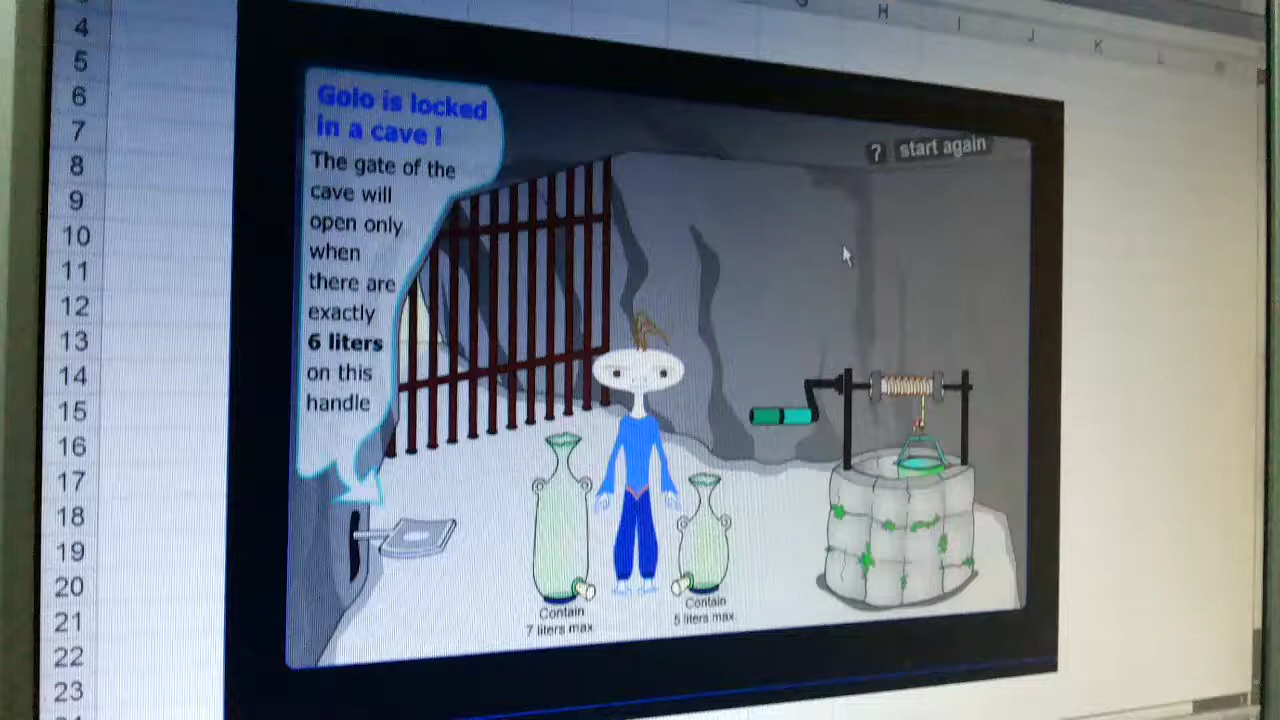 G
H
I
J
K
L
4
5
6
7
8
9
10
11
12
13
14
15
16
17
18
19
20
21
22
23
Golo is locked
in a cave !
The gate of the
cave will
open only
when
there are
exactly
6 liters
on this
handle
? start again
Contain
7 liters max
Contain
5 liters max